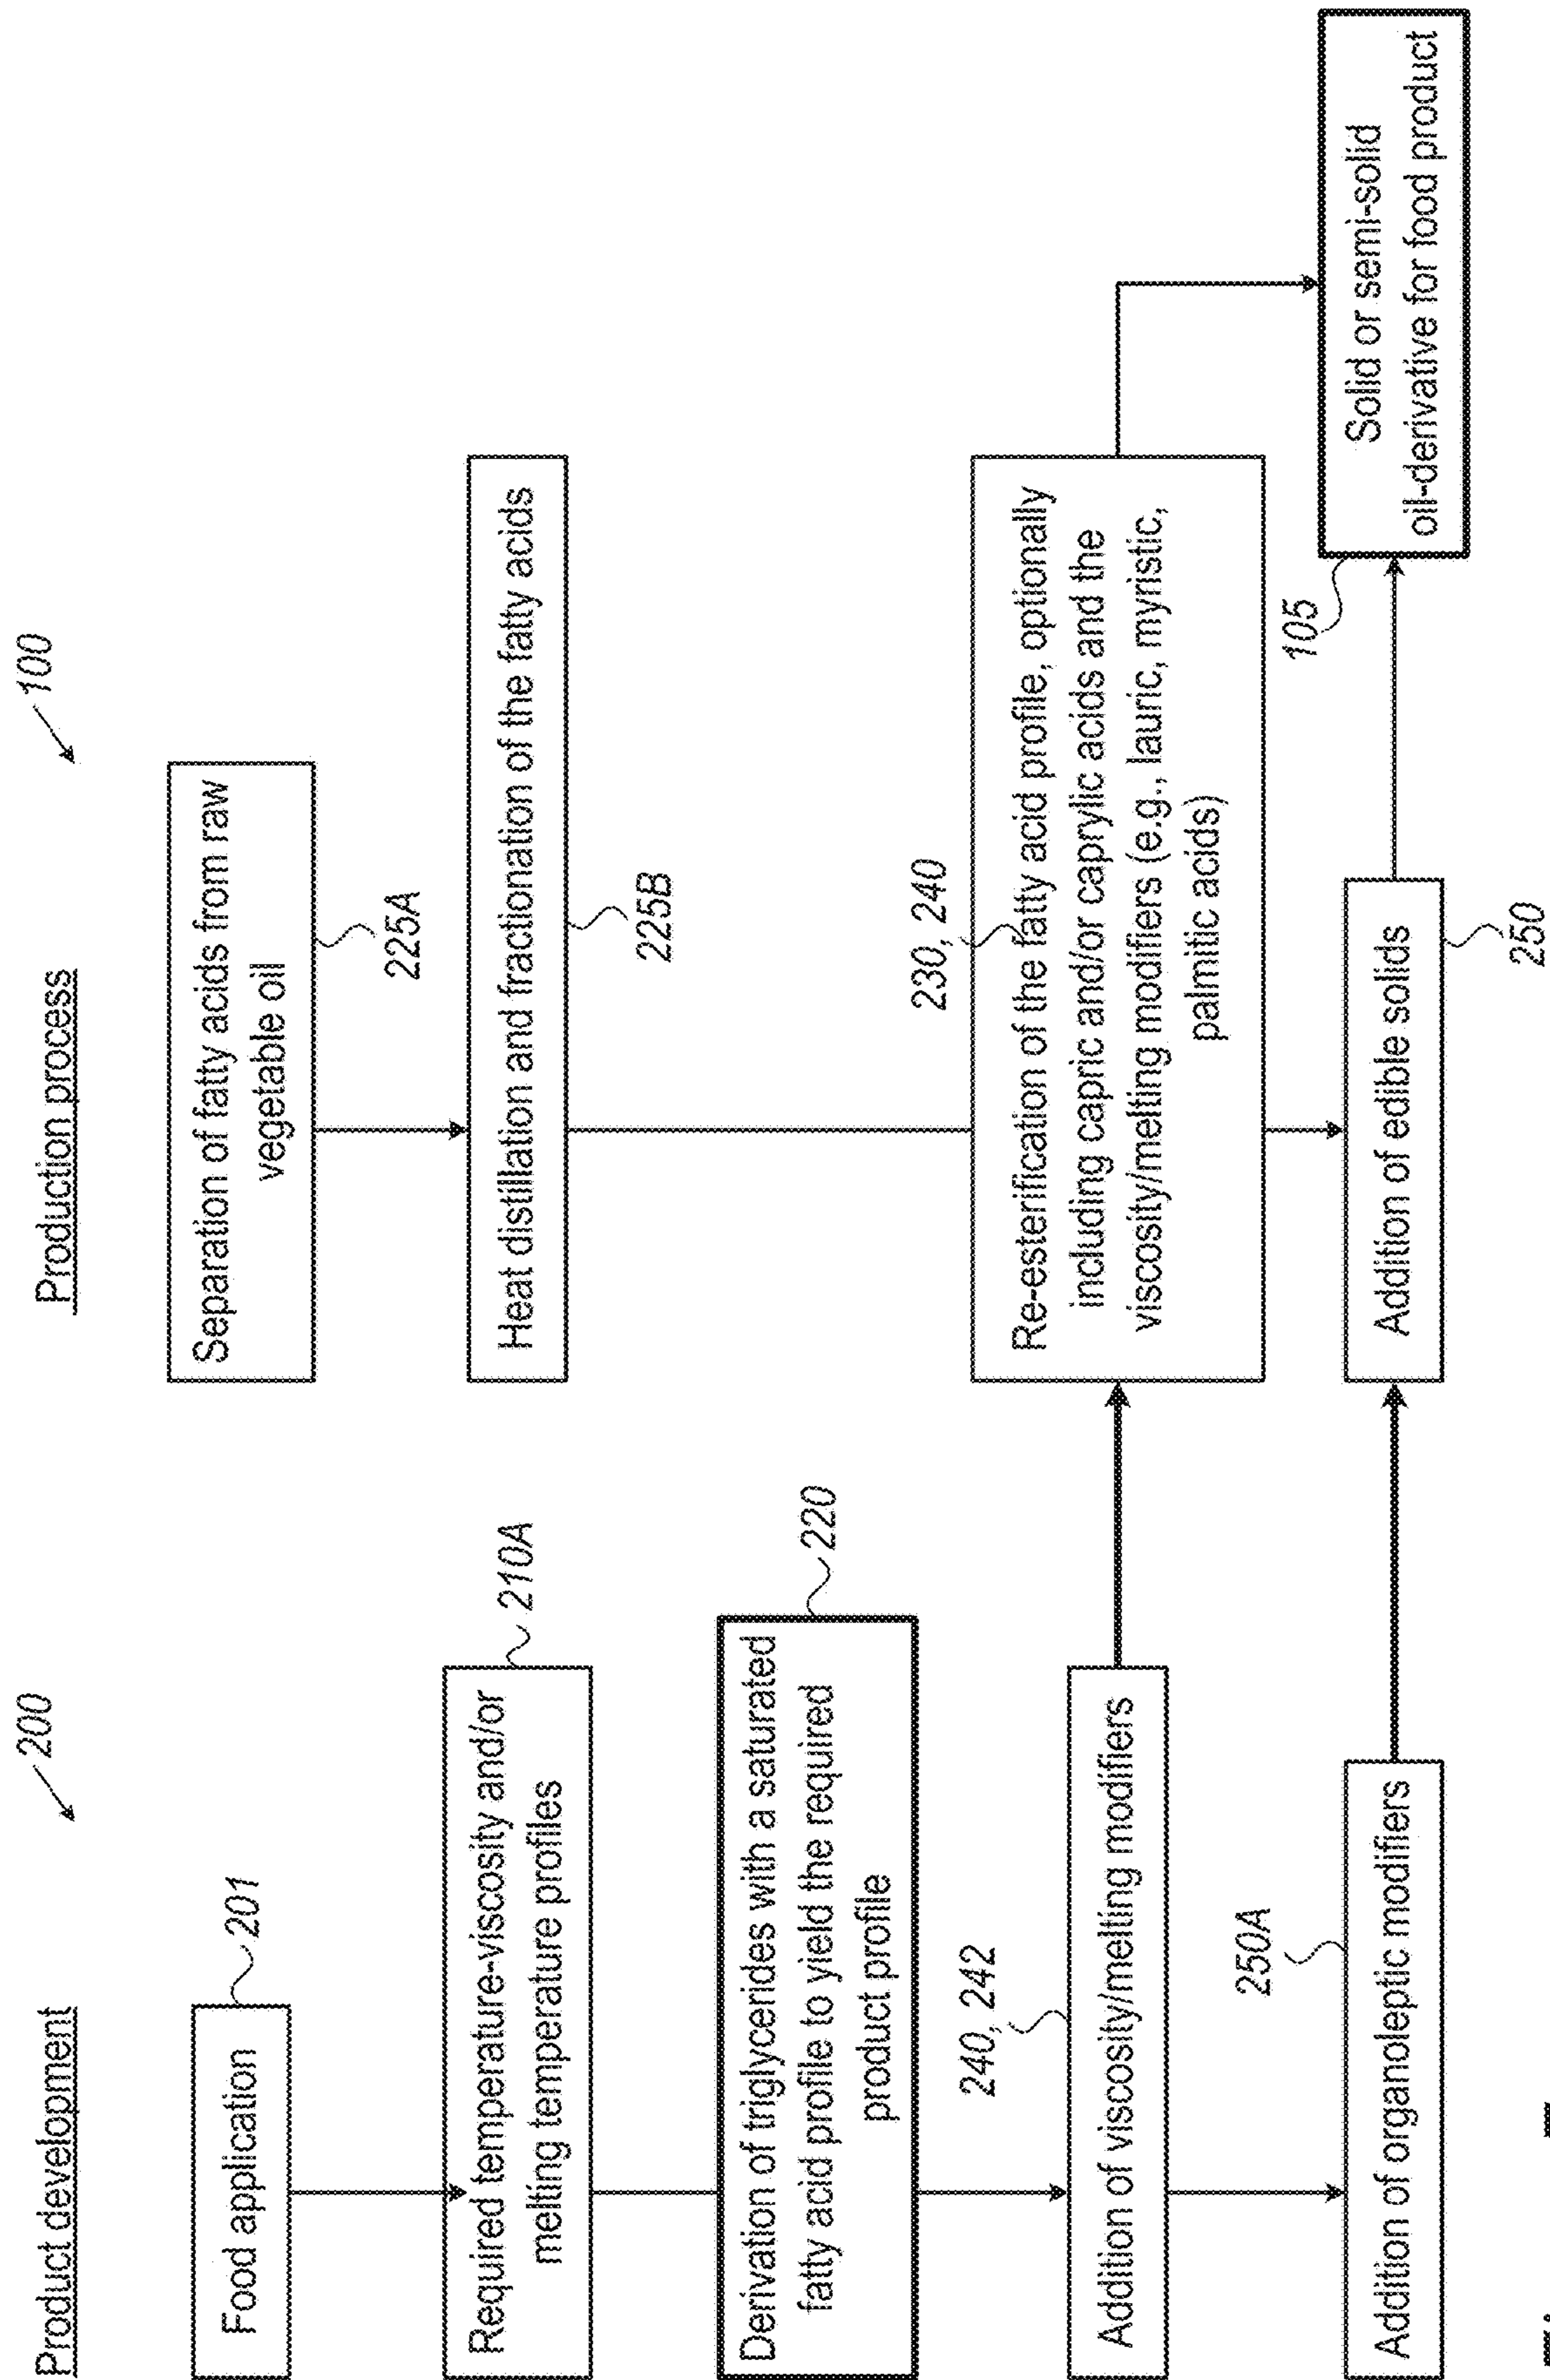 Product development
200
Food application
201
Required temperature-viscosity and/or
melting temperature profiles
210A
Derivation of triglycerides with a saturated
fatty acid profile to yield the required
product profile
220
240, 242
Addition of viscosity/melting modifiers
250A
Addition of organoleptic modifiers
Production process
100
Separation of fatty acids from raw
vegetable oil
225A
Heat distillation and fractionation of the fatty acids
225B
230, 240
Re-esterification of the fatty acid profile, optionally
including capric and/or caprylic acids and the
viscosity/melting modifiers (e.g., lauric, myristic,
palmitic acids)
Addition of edible solids
250
105
Solid or semi-solid
oil-derivative for food product